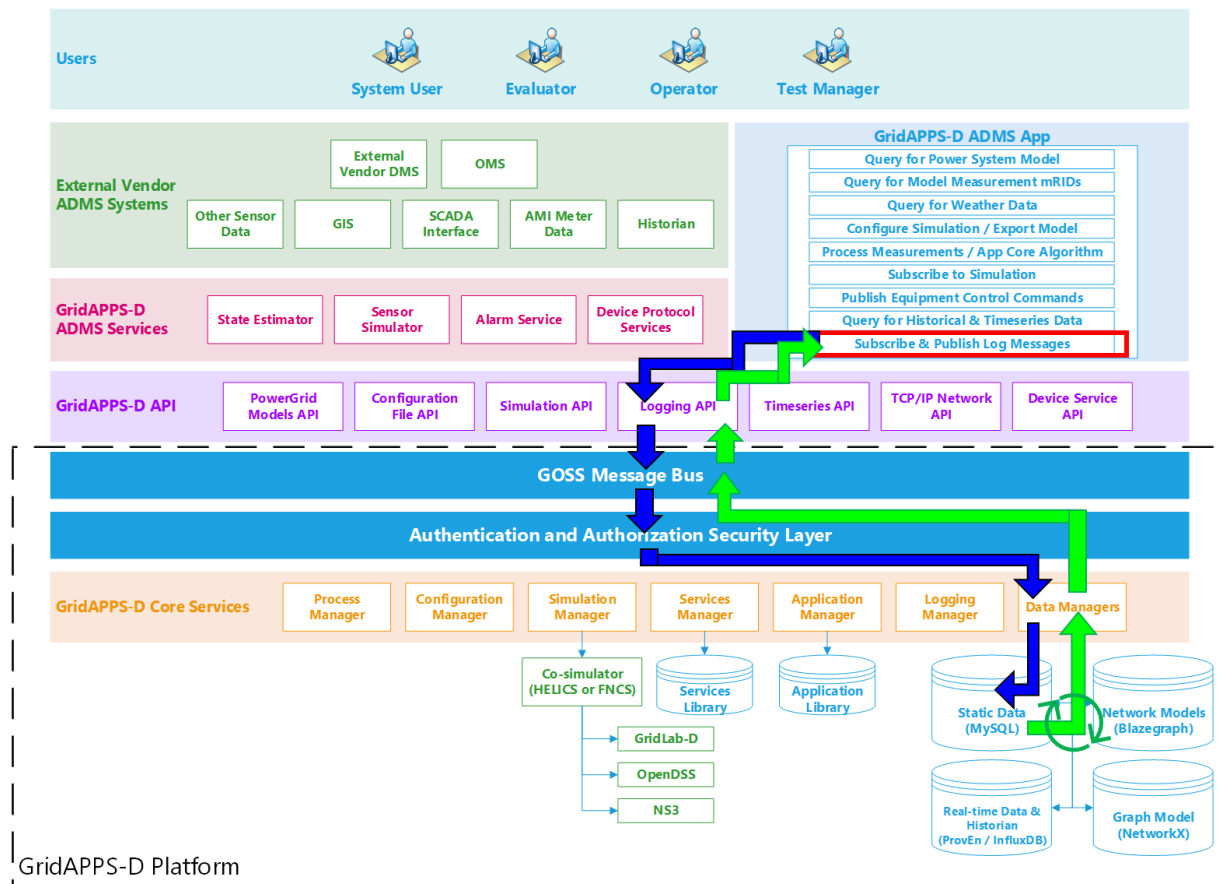 Users
System User
Evaluator
Operator
Test Manager
External Vendor
ADMS Systems
External
Vendor DMS
OMS
Other Sensor
Data
GIS
SCADA
Interface
AMI Meter
Data
Historian
GridAPPS-D ADMS App
Query for Power System Model
Query for Model Measurement mRIDs
Query for Weather Data
Configure Simulation / Export Model
Process Measurements / App Core Algorithm
Subscribe to Simulation
Publish Equipment Control Commands
Query for Historical & Timeseries Data
Subscribe & Publish Log Messages
GridAPPS-D
ADMS Services
State Estimator
Sensor
Simulator
Alarm Service
Device Protocol
Services
GridAPPS-D API
PowerGrid
Models API
Configuration
File API
Simulation API
Logging API
Timeseries API
TCP/IP Network
API
Device Service
API
GOSS Message Bus
Authentication and Authorization Security Layer
GridAPPS-D Core Services
Process
Manager
Configuration
Manager
Simulation
Manager
Services
Manager
Application
Manager
Logging
Manager
Data Managers
Co-simulator
(HELICS or FNCS)
Services
Library
Application
Library
Static Data
(MySQL)
Network Models
(Blazegraph)
GridLab-D
OpenDSS
NS3
Real-time Data &
Historian
(ProvEn / InfluxDB)
Graph Model
(NetworkX)
GridAPPS-D Platform